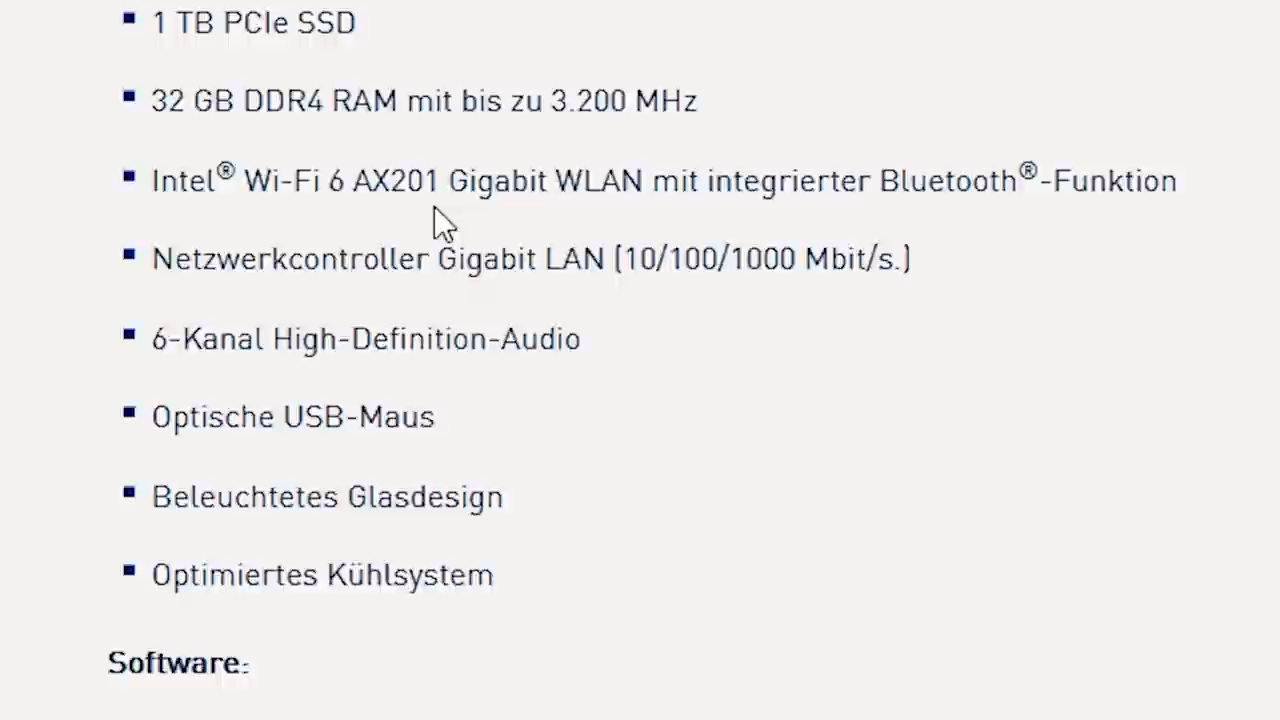 1 TB PCIe SSD
32 GB DDR4 RAM mit bis zu 3.200 MHz
Intel® Wi-Fi 6 AX201 Gigabit WLAN mit integrierter Bluetooth®-Funktion
Netzwerkcontroller Gigabit LAN (10/100/1000 Mbit/s.)
6-Kanal High-Definition-Audio
Optische USB-Maus
Beleuchtetes Glasdesign
Optimiertes Kühlsystem
Software: